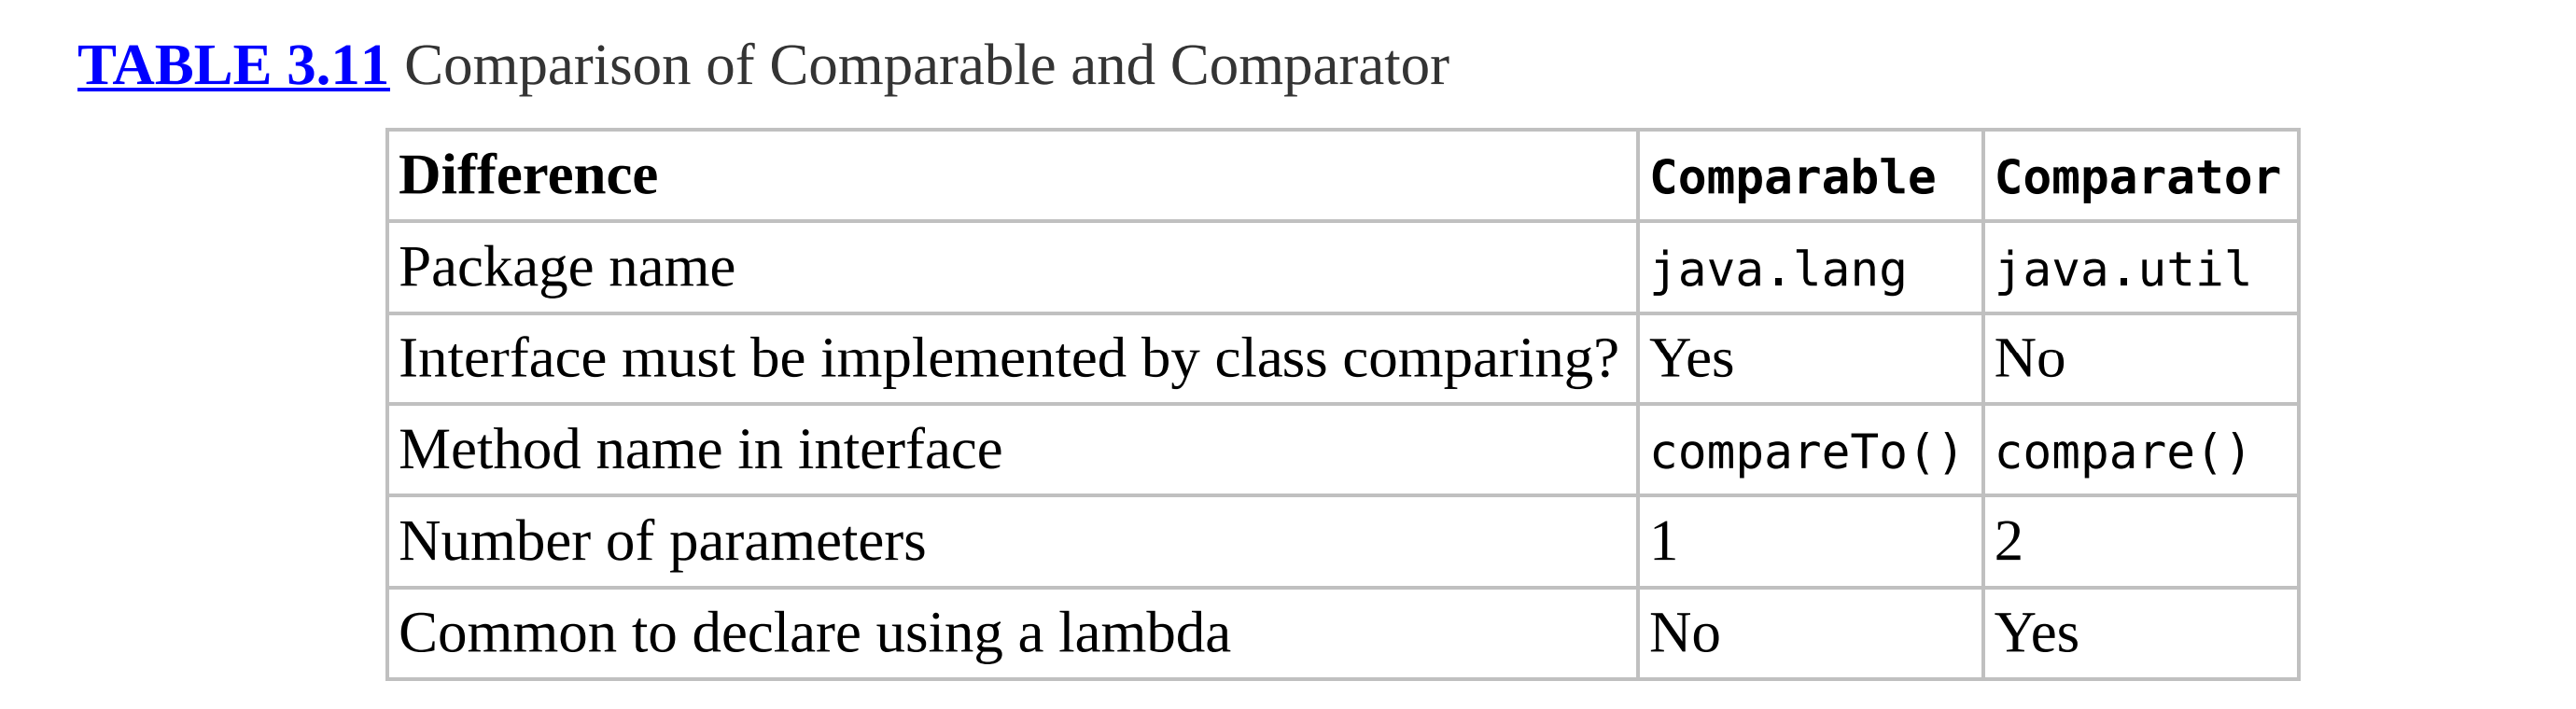 TABLE 3.11 Comparison of Comparable and Comparator
Difference Comparable Comparator
Package name java.lang java.util
Interface must be implemented by class comparing? Yes No
Method name in interface compareTo() compare()
Number of parameters 1 2
Common to declare using a lambda No Yes